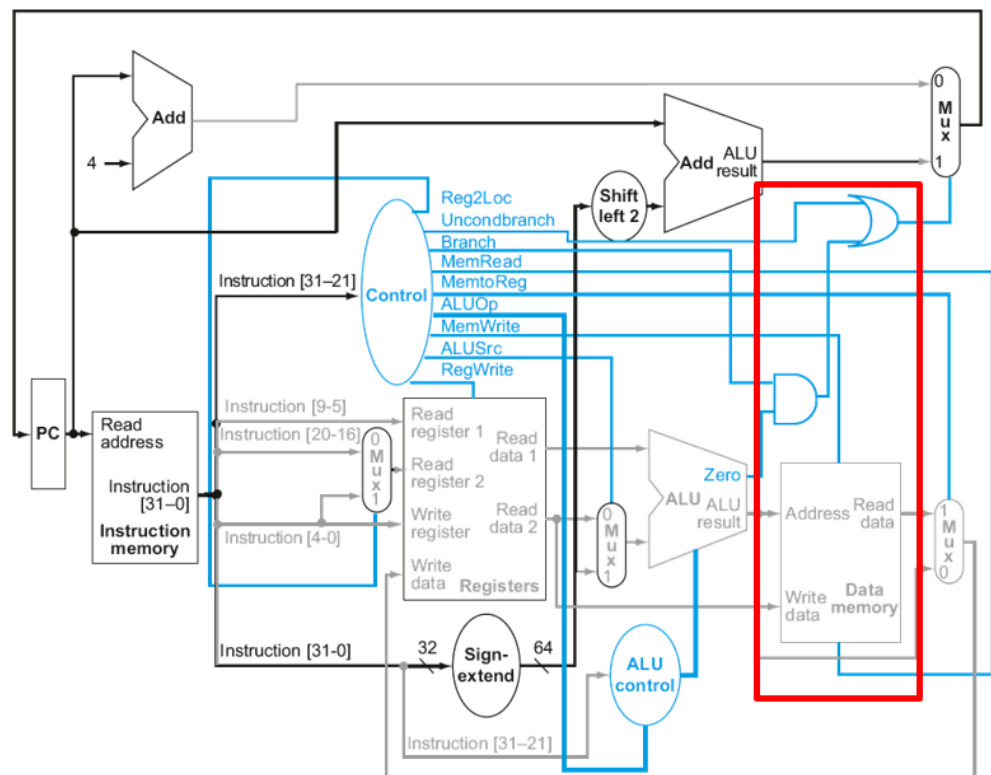 Add
4
0
Mux
1
Add
ALU
result
Shift
left 2
Reg2Loc
Uncondbranch
Branch
MemRead
MemtoReg
ALUOp
MemWrite
ALUSrc
RegWrite
Instruction [31–21]
Control
PC
Read
address
Instruction
[31–0]
Instruction
memory
Instruction [9-5]
Instruction [20-16]
Instruction [4-0]
0
Mux
1
Read
register 1
Read
register 2
Write
register
Write
data
Read
data 1
Read
data 2
Registers
0
Mux
1
Zero
ALU
ALU
result
Address
Read
data
Write
data
Data
memory
1
Mux
0
Instruction [31-0]
32
Sign-
extend
64
ALU
control
Instruction [31–21]